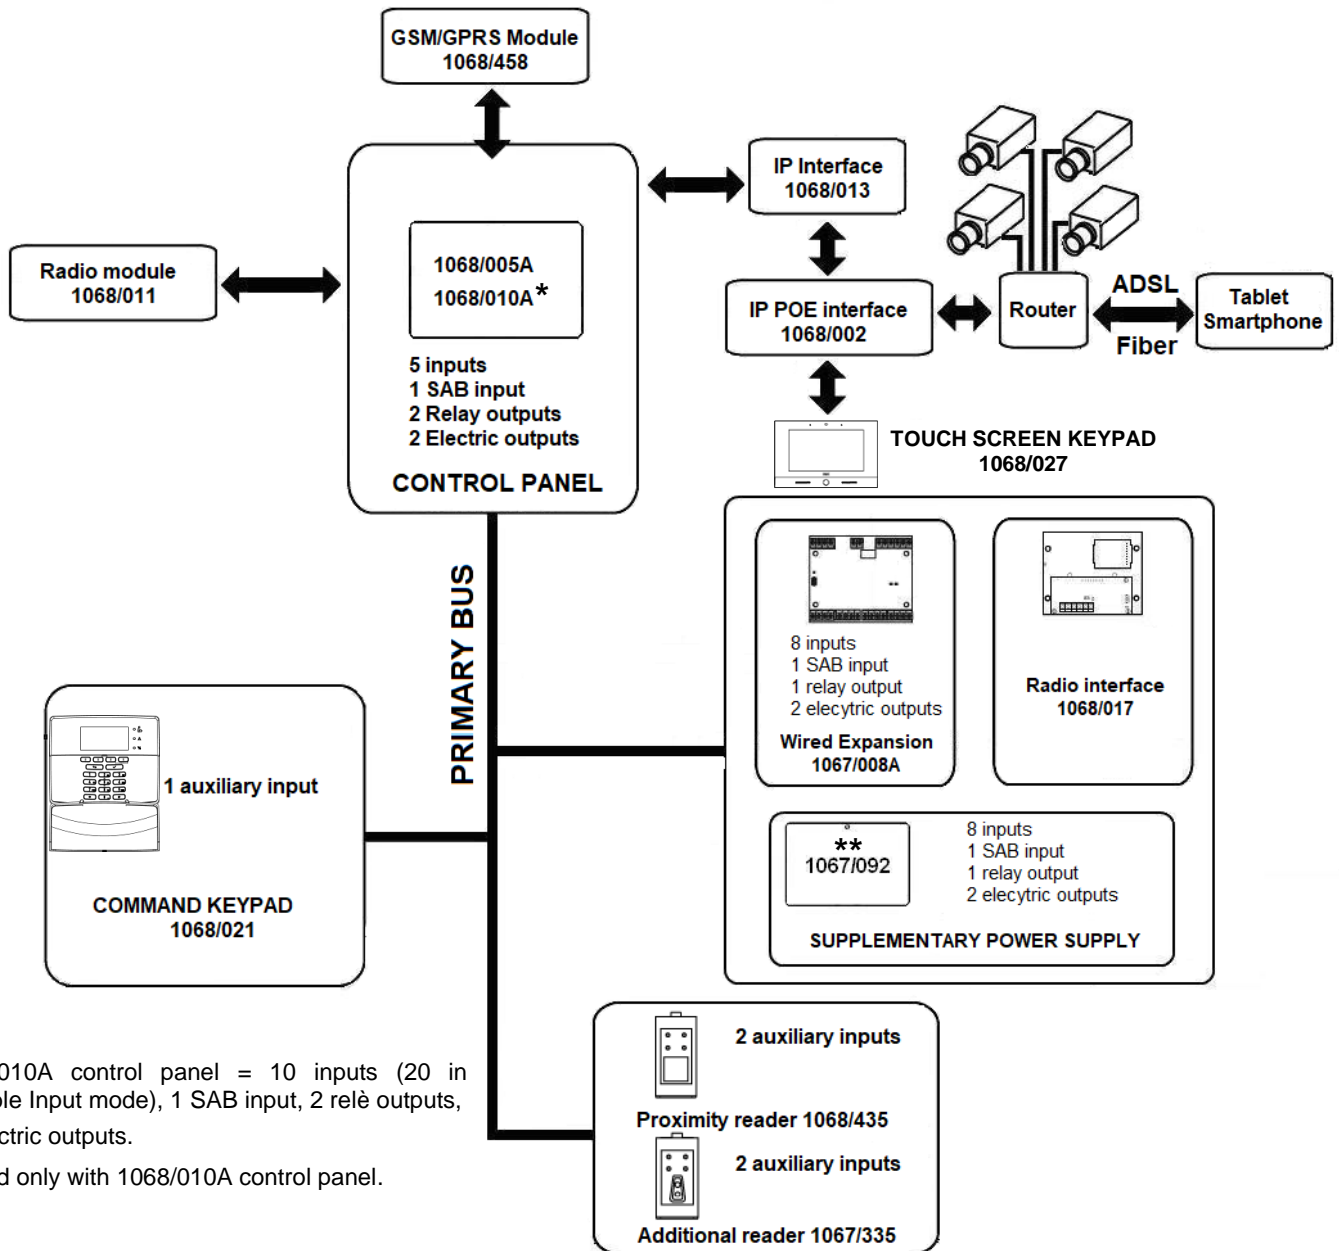 GSM/GPRS Module
1068/458
IP Interface
1068/013
Radio module
1068/011
1068/005A
1068/010A*
5 inputs
1 SAB input
2 Relay outputs
2 Electric outputs
CONTROL PANEL
IP POE interface
1068/002
Router
ADSL
Fiber
Tablet
Smartphone
TOUCH SCREEN KEYPAD
1068/027
PRIMARY BUS
8 inputs
1 SAB input
1 relay output
2 elecytric outputs
Wired Expansion
1067/008A
Radio interface
1068/017
1 auxiliary input
COMMAND KEYPAD
1068/021
**
1067/092
8 inputs
1 SAB input
1 relay output
2 elecytric outputs
SUPPLEMENTARY POWER SUPPLY
2 auxiliary inputs
Proximity reader 1068/435
2 auxiliary inputs
Additional reader 1067/335
010A control panel = 10 inputs (20 in
Input mode), 1 SAB input, 2 relè outputs,
outputs.
only with 1068/010A control panel.